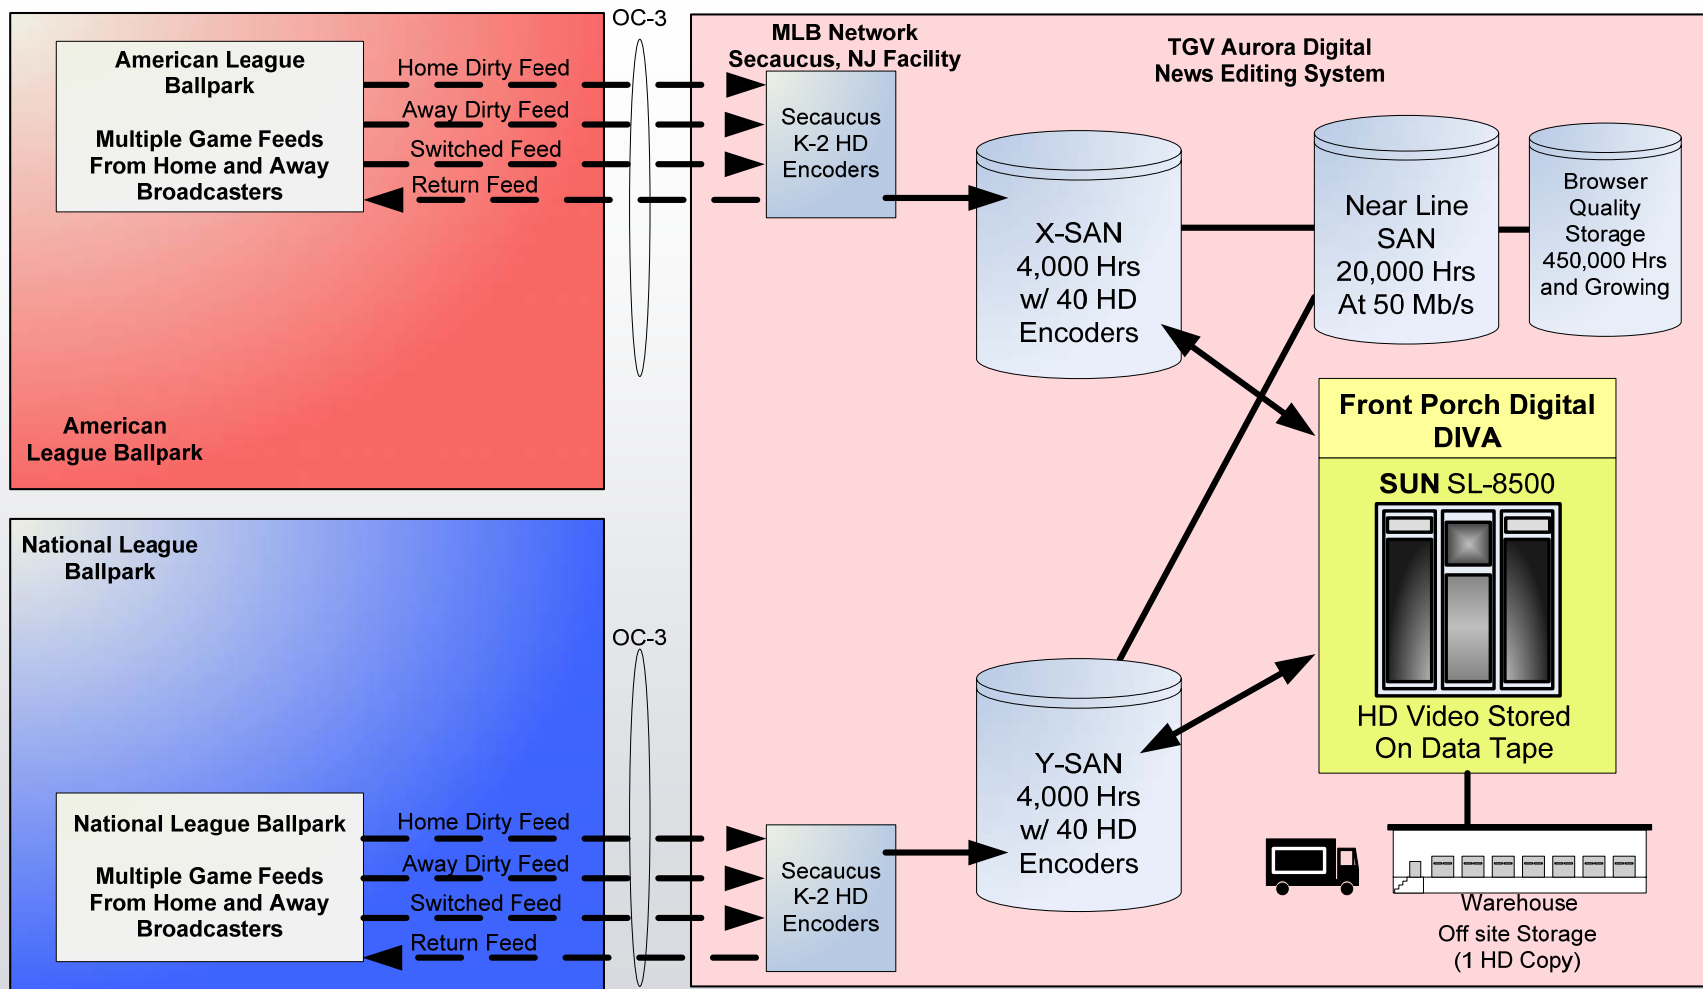 OC-3
American League
Ballpark
Multiple Game Feeds
From Home and Away
Broadcasters
Home Dirty Feed
Away Dirty Feed
Switched Feed
Return Feed
American
League Ballpark
MLB Network
Secaucus, NJ Facility
Secaucus
K-2 HD
Encoders
TGV Aurora Digital
News Editing System
X-SAN
4,000 Hrs
w/ 40 HD
Encoders
Near Line
SAN
20,000 Hrs
At 50 Mb/s
Browser
Quality
Storage
450,000 Hrs
and Growing
Front Porch Digital
DIVA
SUN SL-8500
HD Video Stored
On Data Tape
National League
Ballpark
OC-3
National League Ballpark
Multiple Game Feeds
From Home and Away
Broadcasters
Home Dirty Feed
Away Dirty Feed
Switched Feed
Return Feed
Secaucus
K-2 HD
Encoders
Y-SAN
4,000 Hrs
w/ 40 HD
Encoders
Warehouse
Off site Storage
(1 HD Copy)